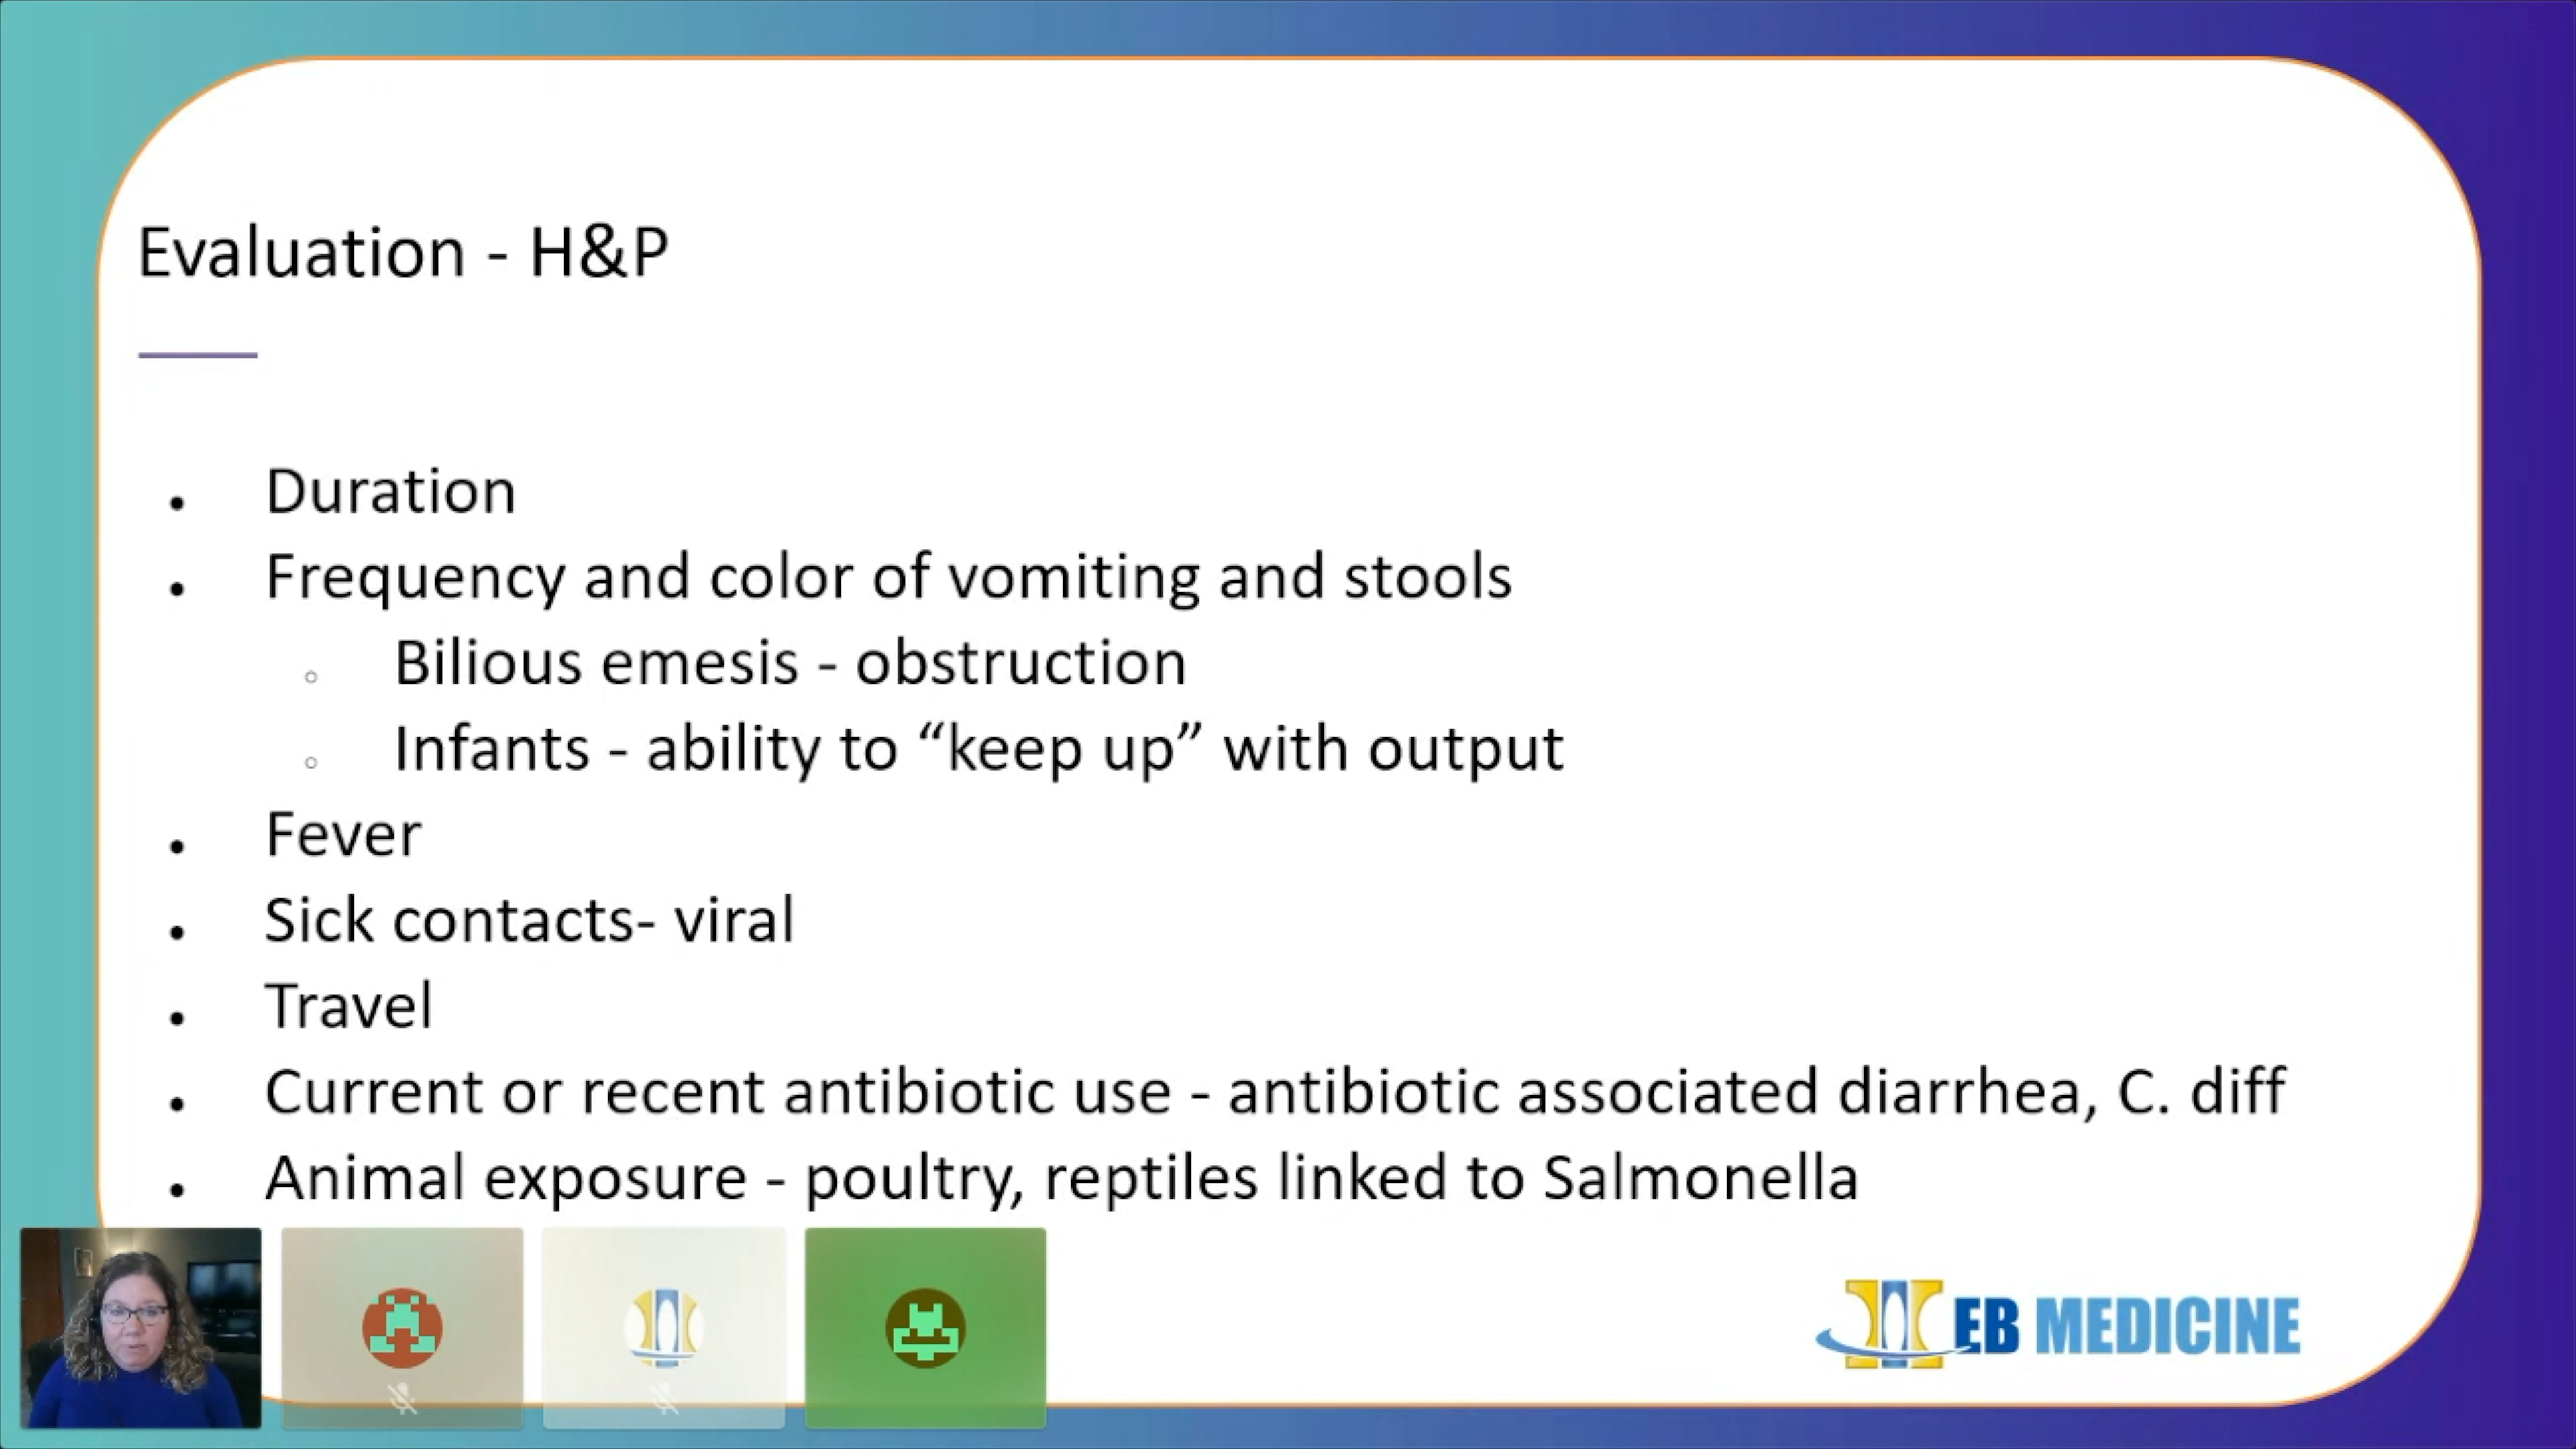 Evaluation - H&P
Duration
Frequency and color of vomiting and stools
Bilious emesis - obstruction
Infants - ability to “keep up” with output
Fever
Sick contacts- viral
Travel
Current or recent antibiotic use - antibiotic associated diarrhea, C. diff
Animal exposure - poultry, reptiles linked to Salmonella
EB MEDICINE